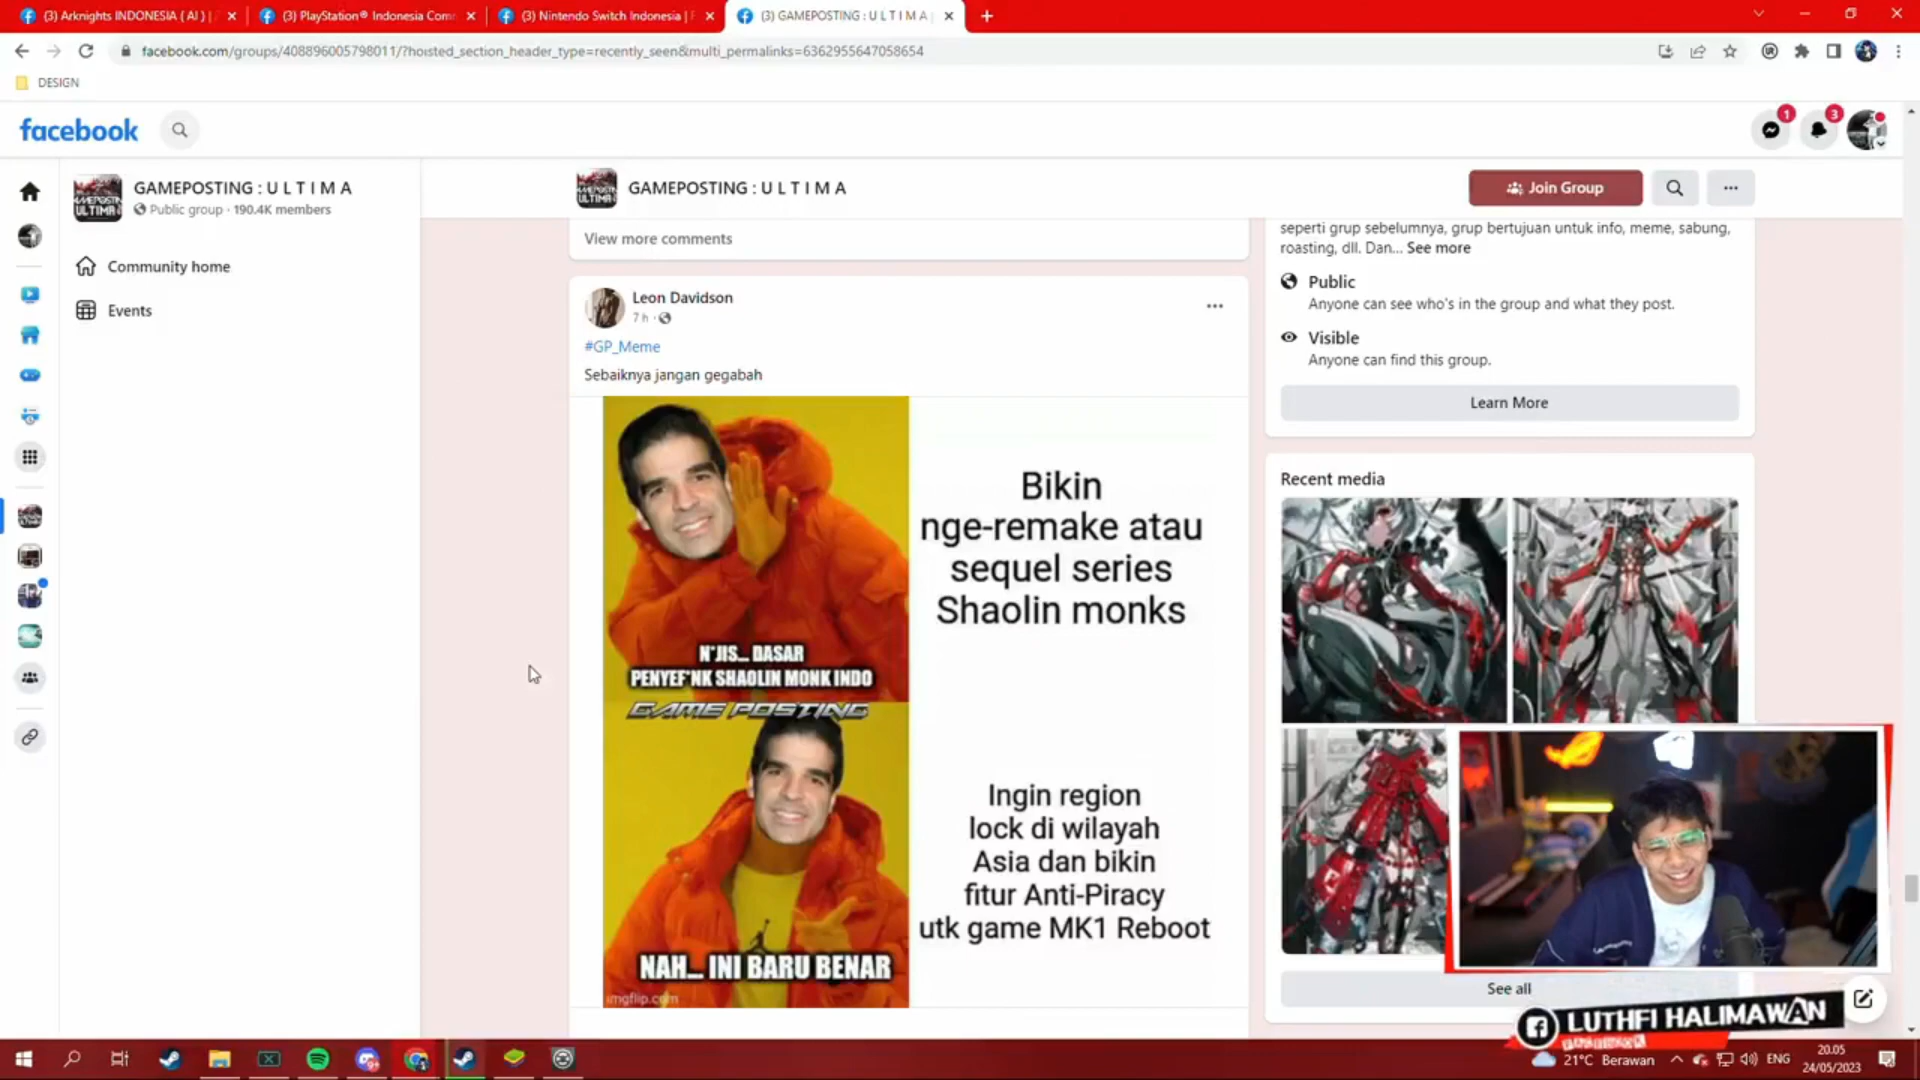 (3) Arknights INDONESIA ( AI ) |
(3) PlayStation® Indonesia Com
(3) Nintendo Switch Indonesia |
(3) GAMEPOSTING : U L T I M A
facebook.com/groups/408896005798011/?hoisted_section_header_type=recently_seen&multi_permalinks=6362955647058654
DESIGN
facebook
1
3
GAMEPOSTING : U L T I M A
Public group · 190.4K members
Community home
Events
GAMEPOSTING : U L T I M A
Join Group
View more comments
Leon Davidson
7 h ·
#GP_Meme
Sebaiknya jangan gegabah
Bikin
nge-remake atau
sequel series
Shaolin monks
N*JIS... DASAR
PENYEF*NK SHAOLIN MONK INDO
GAME POSTING
Ingin region
lock di wilayah
Asia dan bikin
fitur Anti-Piracy
utk game MK1 Reboot
NAH... INI BARU BENAR
imgflip.com
seperti grup sebelumnya, grup bertujuan untuk info, meme, sabung,
roasting, dll. Dan... See more
Public
Anyone can see who's in the group and what they post.
Visible
Anyone can find this group.
Learn More
Recent media
See all
LUTHFI HALIMAWAN
FACEBOOK
21°C Berawan
ENG
20.05
24/05/2023